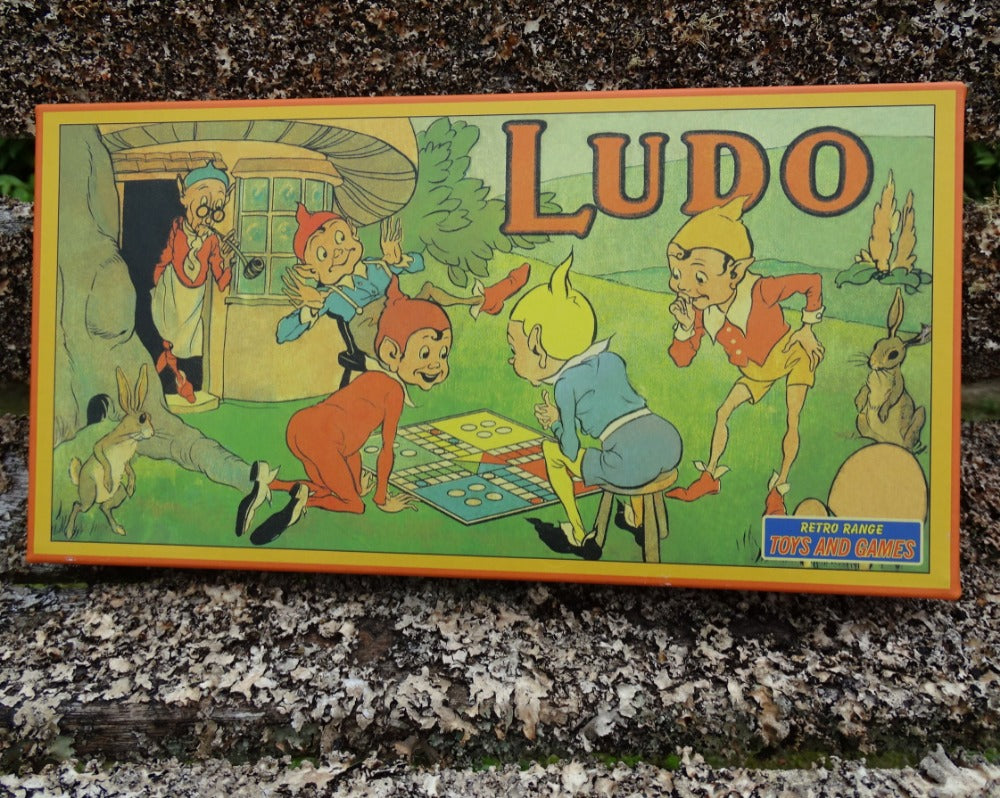 LUDO
RETRO RANGE
TOYS AND GAMES